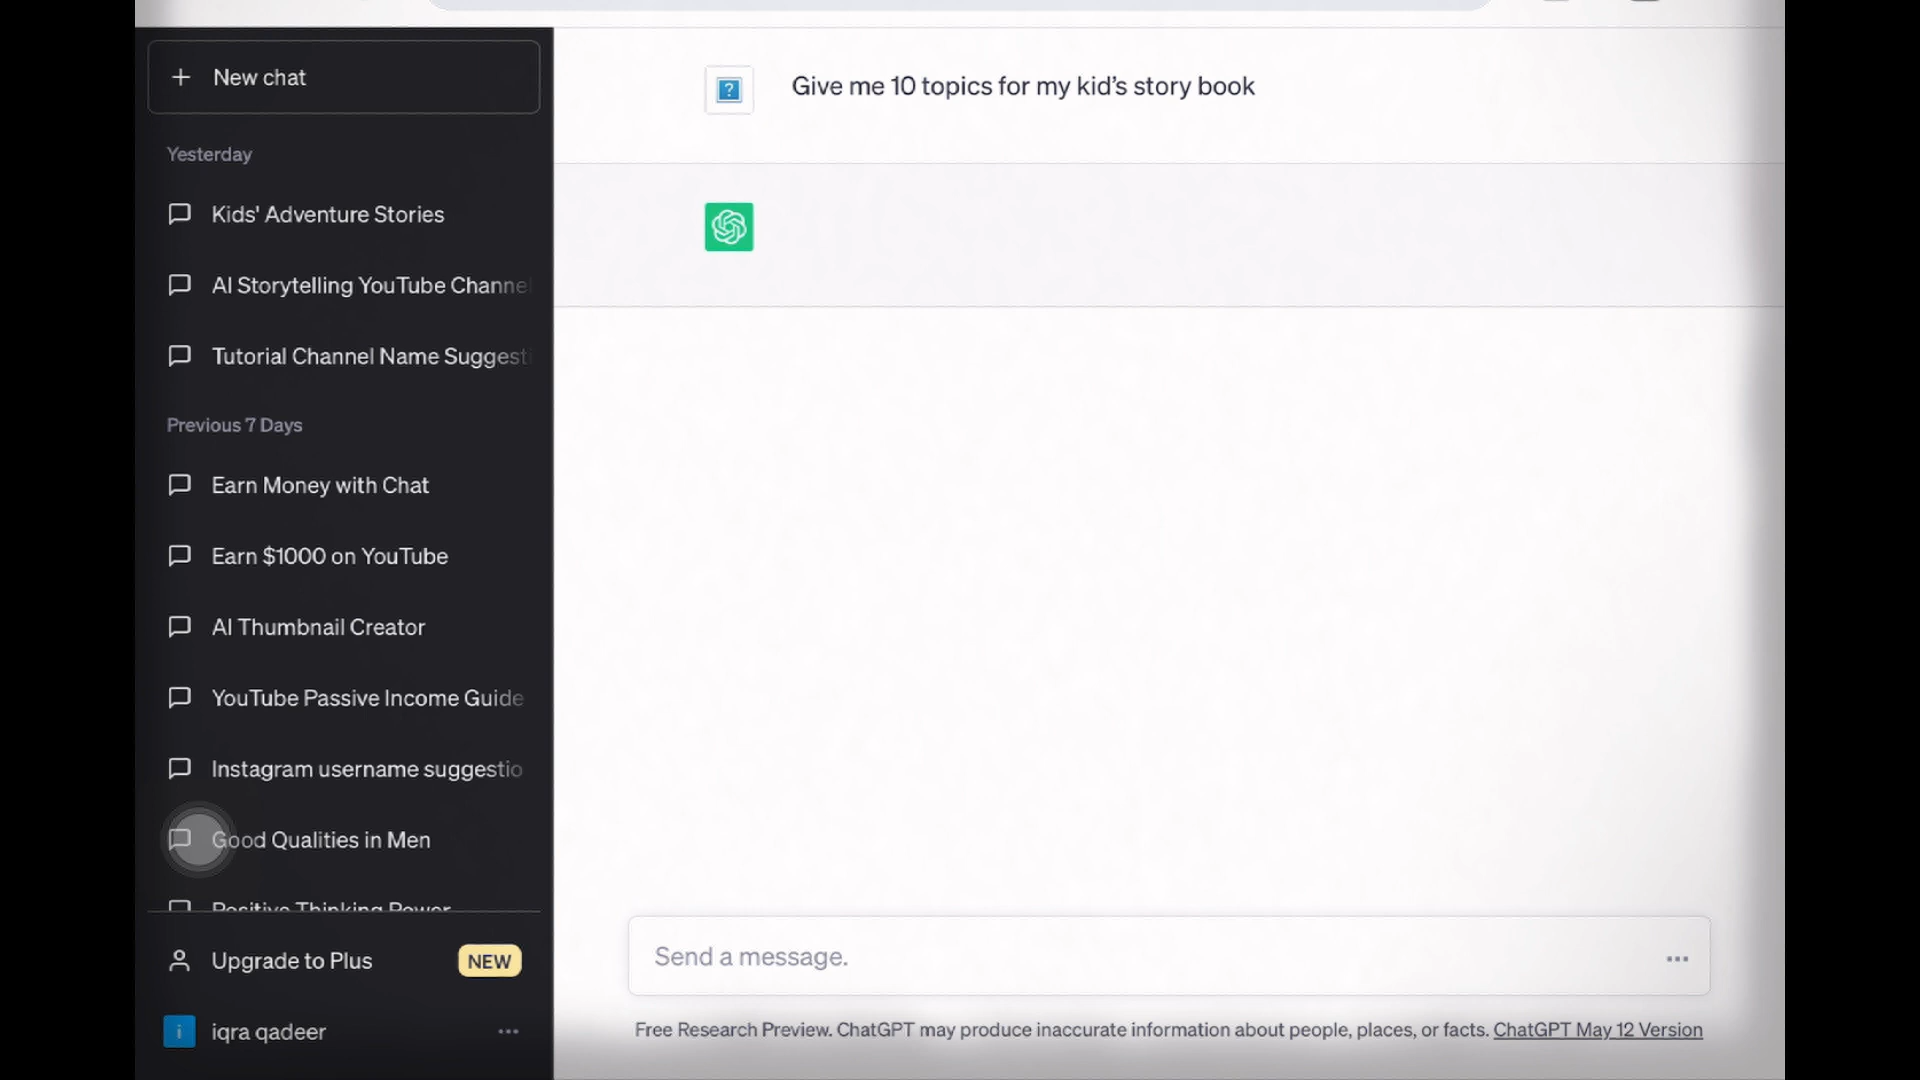 New chat
Yesterday
Kids' Adventure Stories
AI Storytelling YouTube Channe
Tutorial Channel Name Suggest
Previous 7 Days
Earn Money with Chat
Earn $1000 on YouTube
AI Thumbnail Creator
YouTube Passive Income Guide
Instagram username suggestio
Good Qualities in Men
Positive Thinking Power
Upgrade to Plus
NEW
i
iqra qadeer
?
Give me 10 topics for my kid’s story book
Send a message.
Free Research Preview. ChatGPT may produce inaccurate information about people, places, or facts. ChatGPT May 12 Version